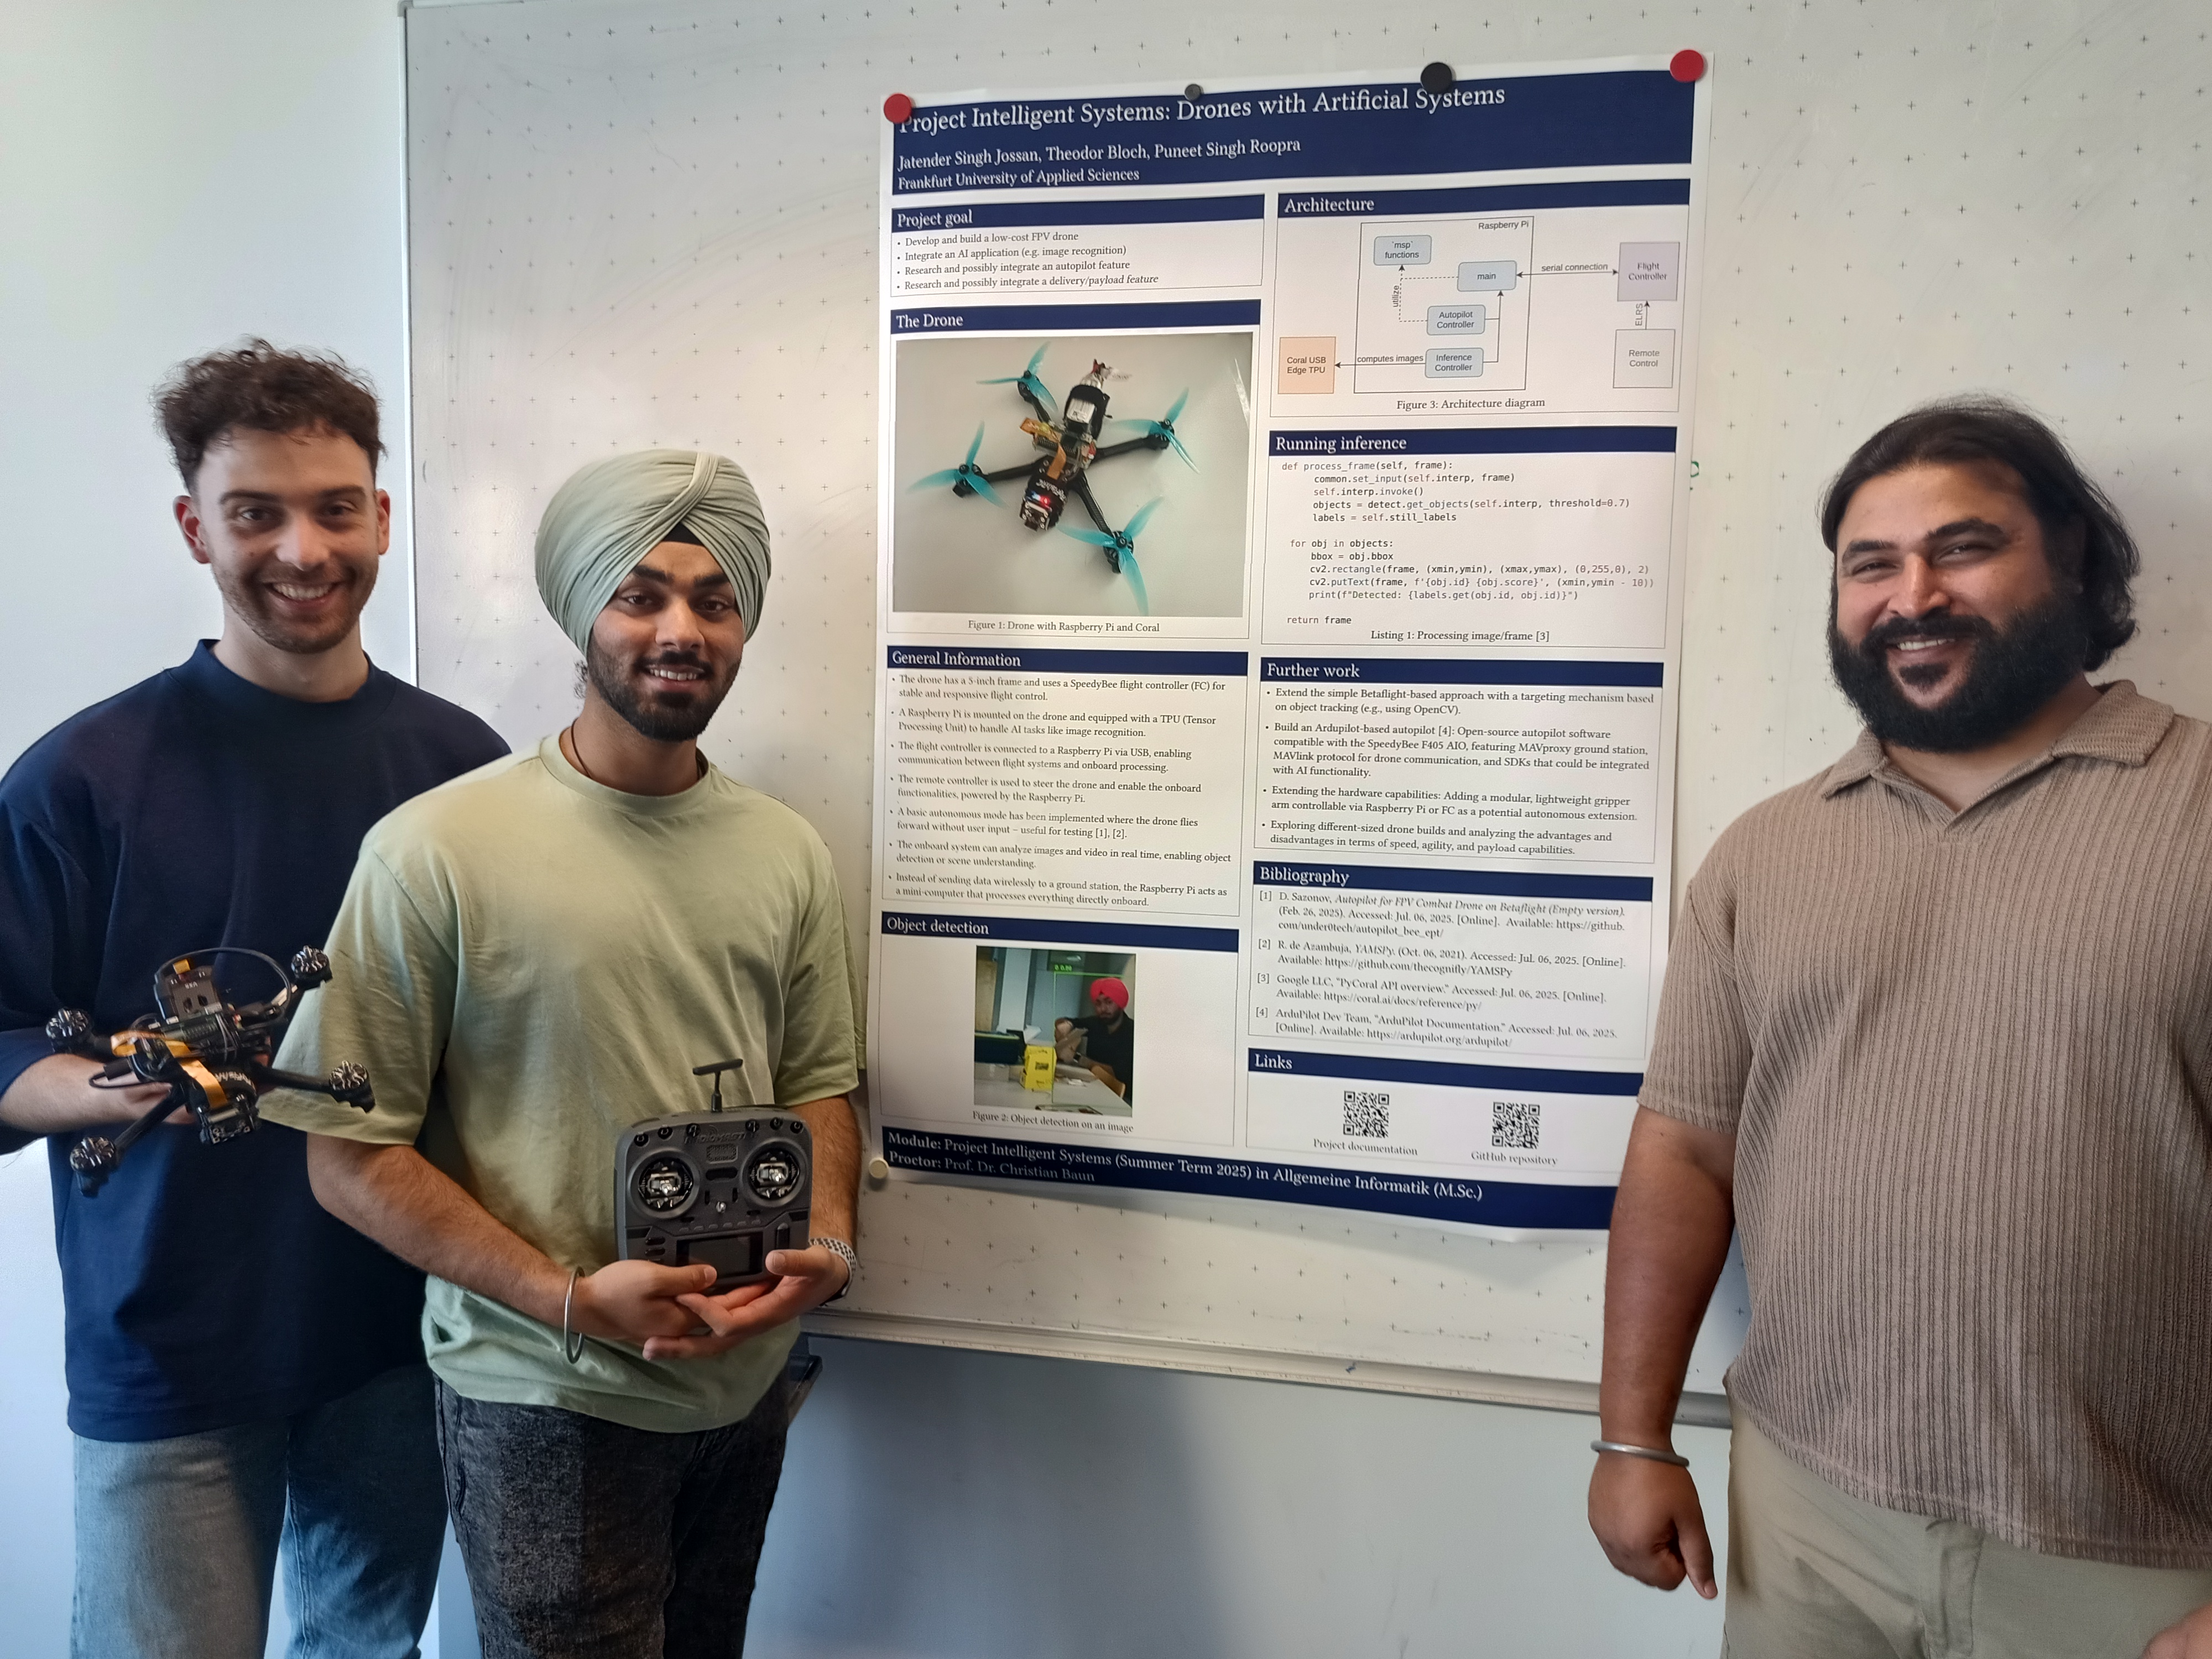 Project Intelligent Systems: Drones with Artificial Systems
Jatender Singh Jossan, Theodor Bloch, Puneet Singh Roopra
Frankfurt University of Applied Sciences
Project goal
• Develop and build a low-cost FPV drone
• Integrate an AI application (e.g. image recognition)
• Research and possibly integrate an autopilot feature
• Research and possibly integrate a delivery/payload feature
The Drone
Figure 1: Drone with Raspberry Pi and Coral
General Information
• The drone has a 5-inch frame and uses a SpeedyBee flight controller (FC) for
stable and responsive flight control.
• A Raspberry Pi is mounted on the drone and equipped with a TPU (Tensor
Processing Unit) to handle AI tasks like image recognition.
• The flight controller is connected to a Raspberry Pi via USB, enabling
communication between flight systems and onboard processing.
• The remote controller is used to steer the drone and enable the onboard
functionalities, powered by the Raspberry Pi.
• A basic autonomous mode has been implemented where the drone flies
forward without user input – useful for testing [1], [2].
• The onboard system can analyze images and video in real time, enabling object
detection or scene understanding.
• Instead of sending data wirelessly to a ground station, the Raspberry Pi acts as
a mini-computer that processes everything directly onboard.
Object detection
Figure 2: Object detection on an image
Architecture
Raspberry Pi
`msp`
functions
main
serial connection
Flight
Controller
utilize
Autopilot
Controller
ELRS
Coral USB
Edge TPU
computes images
Inference
Controller
Remote
Control
Figure 3: Architecture diagram
Running inference
def process_frame(self, frame):
common.set_input(self.interp, frame)
self.interp.invoke()
objects = detect.get_objects(self.interp, threshold=0.7)
labels = self.still_labels
for obj in objects:
bbox = obj.bbox
cv2.rectangle(frame, (xmin,ymin), (xmax,ymax), (0,255,0), 2)
cv2.putText(frame, f'{obj.id} {obj.score}', (xmin,ymin - 10))
print(f"Detected: {labels.get(obj.id, obj.id)}")
return frame
Listing 1: Processing image/frame [3]
Further work
• Extend the simple Betaflight-based approach with a targeting mechanism based
on object tracking (e.g., using OpenCV).
• Build an Ardupilot-based autopilot [4]: Open-source autopilot software
compatible with the SpeedyBee F405 AIO, featuring MAVproxy ground station,
MAVlink protocol for drone communication, and SDKs that could be integrated
with AI functionality.
• Extending the hardware capabilities: Adding a modular, lightweight gripper
arm controllable via Raspberry Pi or FC as a potential autonomous extension.
• Exploring different-sized drone builds and analyzing the advantages and
disadvantages in terms of speed, agility, and payload capabilities.
Bibliography
[1] D. Sazonov, Autopilot for FPV Combat Drone on Betaflight (Empty version).
(Feb. 26, 2025). Accessed: Jul. 06, 2025. [Online]. Available: https://github.
com/under0tech/autopilot_bee_ept/
[2] R. de Azambuja, YAMSPy. (Oct. 06, 2021). Accessed: Jul. 06, 2025. [Online].
Available: https://github.com/thecognifly/YAMSPy
[3] Google LLC, "PyCoral API overview." Accessed: Jul. 06, 2025. [Online].
Available: https://coral.ai/docs/reference/py/
[4] ArduPilot Dev Team, "ArduPilot Documentation." Accessed: Jul. 06, 2025.
[Online]. Available: https://ardupilot.org/ardupilot/
Links
Project documentation
GitHub repository
Module: Project Intelligent Systems (Summer Term 2025) in Allgemeine Informatik (M.Sc.)
Proctor: Prof. Dr. Christian Baun